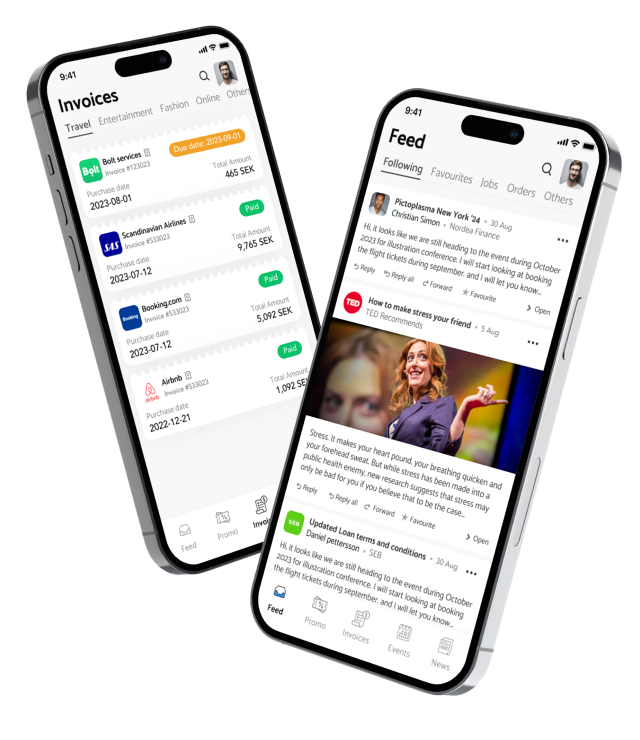 9:41
Invoices
Travel Entertainment Fashion Online Others
Bolt
Bolt services
Invoice #123023
Due date: 2023-09-01
Purchase date
2023-08-01
Total Amount
465 SEK
SAS
Scandinavian Airlines
Invoice #533023
Paid
Purchase date
2023-07-12
Total Amount
9,765 SEK
Booking
Booking.com
Invoice #533023
Paid
Purchase date
2023-07-12
Total Amount
5,092 SEK
airbnb
Airbnb
Invoice #533023
Paid
Purchase date
2022-12-21
Total Amount
1,092 SE
Feed
Promo
Invoi
9:41
Feed
Following Favourites Jobs Orders Others
Pictoplasma New York '24 • 30 Aug
Christian Simon • Nordea Finance
Hi, it looks like we are still heading to the event during October
2023 for illustration conference. I will start looking at booking
the flight tickets during september. and I will let you know..
Reply Reply all Forward Favourite Open
TED
How to make stress your friend • 5 Aug
TED Recommends
Stress. It makes your heart pound, your breathing quicken and
your forehead sweat. But while stress has been made into a
public health enemy, new research suggests that stress may
only be bad for you if you believe that to be the case...
Reply Reply all Forward Favourite Open
SEB
Updated Loan terms and conditions • 30 Aug
Daniel pettersson • SEB
Hi, it looks like we are still heading to the event during October
2023 for illustration conference. I will start looking at booking
the flight tickets during september. and I will let you know..
Feed Promo Invoices Events News